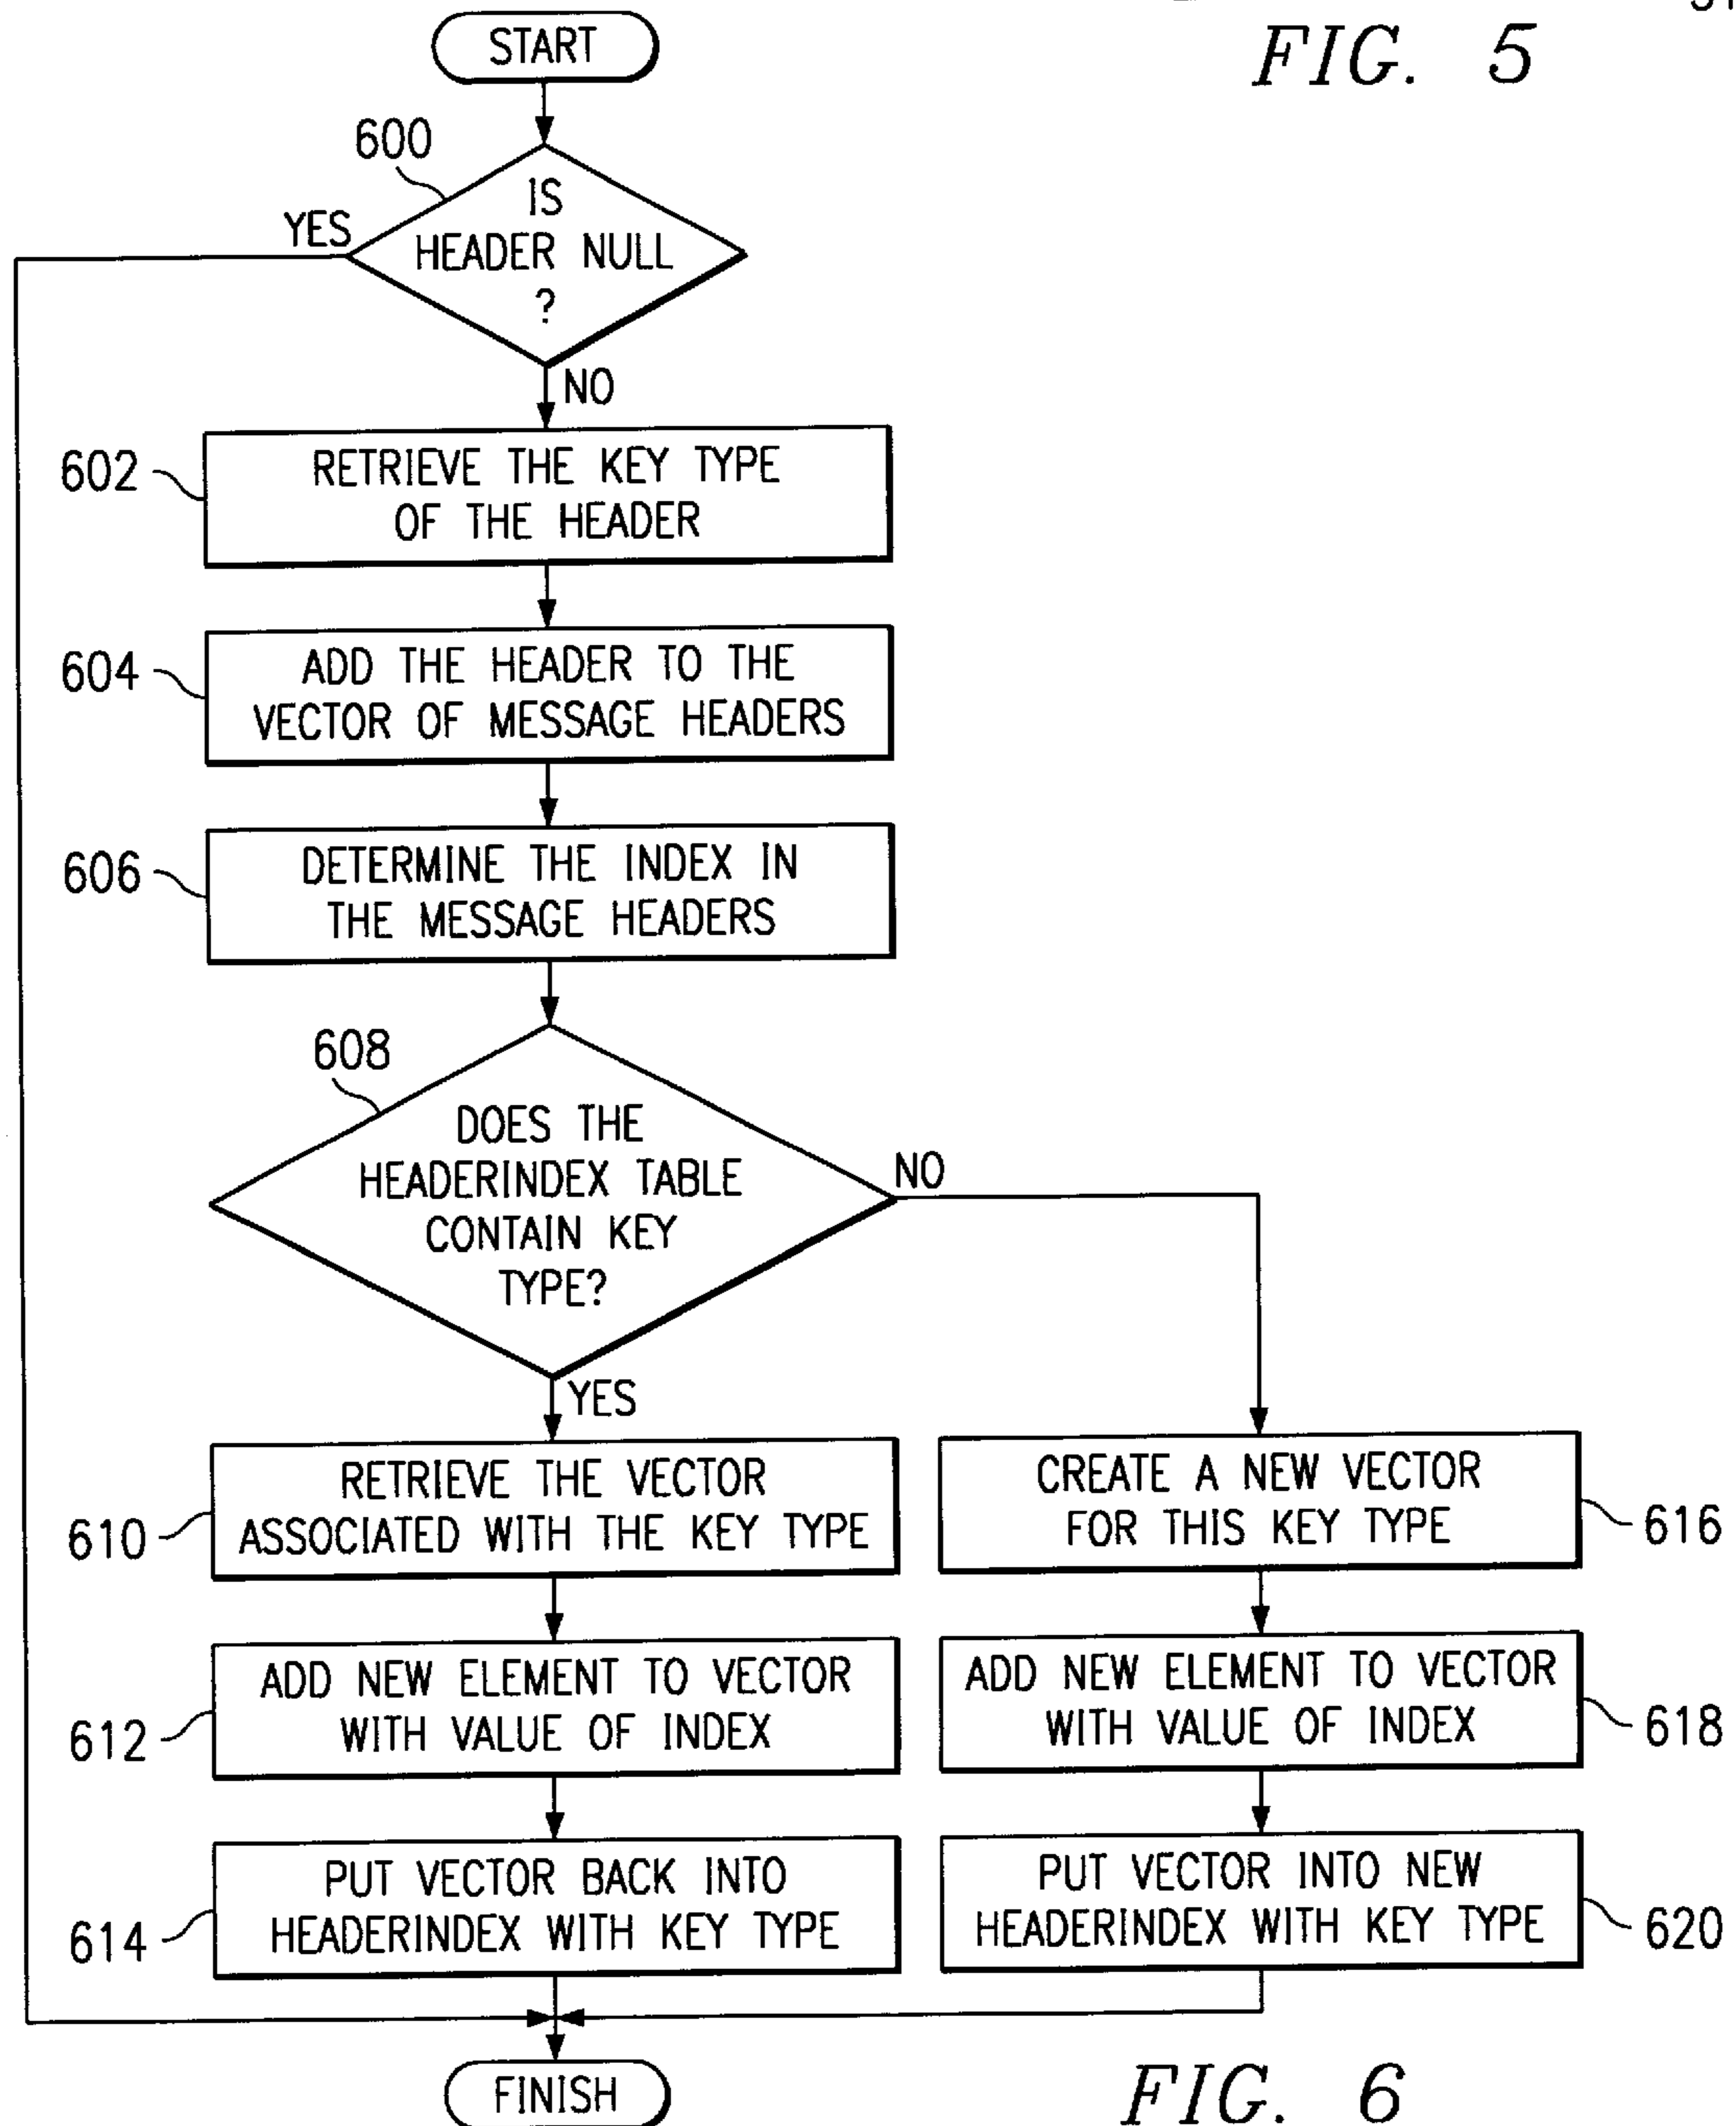 START
FIG. 5
600
IS
HEADER NULL
?
YES
NO
602
RETRIEVE THE KEY TYPE
OF THE HEADER
604
ADD THE HEADER TO THE
VECTOR OF MESSAGE HEADERS
606
DETERMINE THE INDEX IN
THE MESSAGE HEADERS
608
DOES THE
HEADERINDEX TABLE
CONTAIN KEY
TYPE?
NO
YES
610
RETRIEVE THE VECTOR
ASSOCIATED WITH THE KEY TYPE
CREATE A NEW VECTOR
FOR THIS KEY TYPE
616
612
ADD NEW ELEMENT TO VECTOR
WITH VALUE OF INDEX
ADD NEW ELEMENT TO VECTOR
WITH VALUE OF INDEX
618
614
PUT VECTOR BACK INTO
HEADERINDEX WITH KEY TYPE
PUT VECTOR INTO NEW
HEADERINDEX WITH KEY TYPE
620
FINISH
FIG. 6